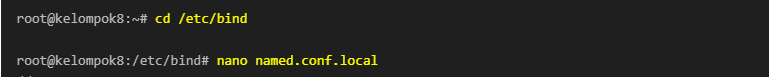 root@kelompok8:~# cd /etc/bind
root@kelompok8:/etc/bind# nano named.conf.local